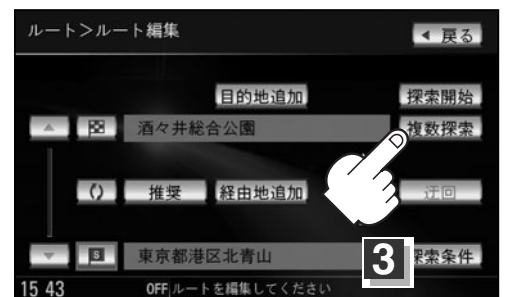 ルート>ルート編集
◀ 戻る
目的地追加 探索開始
酒々井総合公園 複数探索
推奨 経由地追加 迂回
S 東京都港区北青山 探索条件
3
15 43 OFF ルートを編集してください